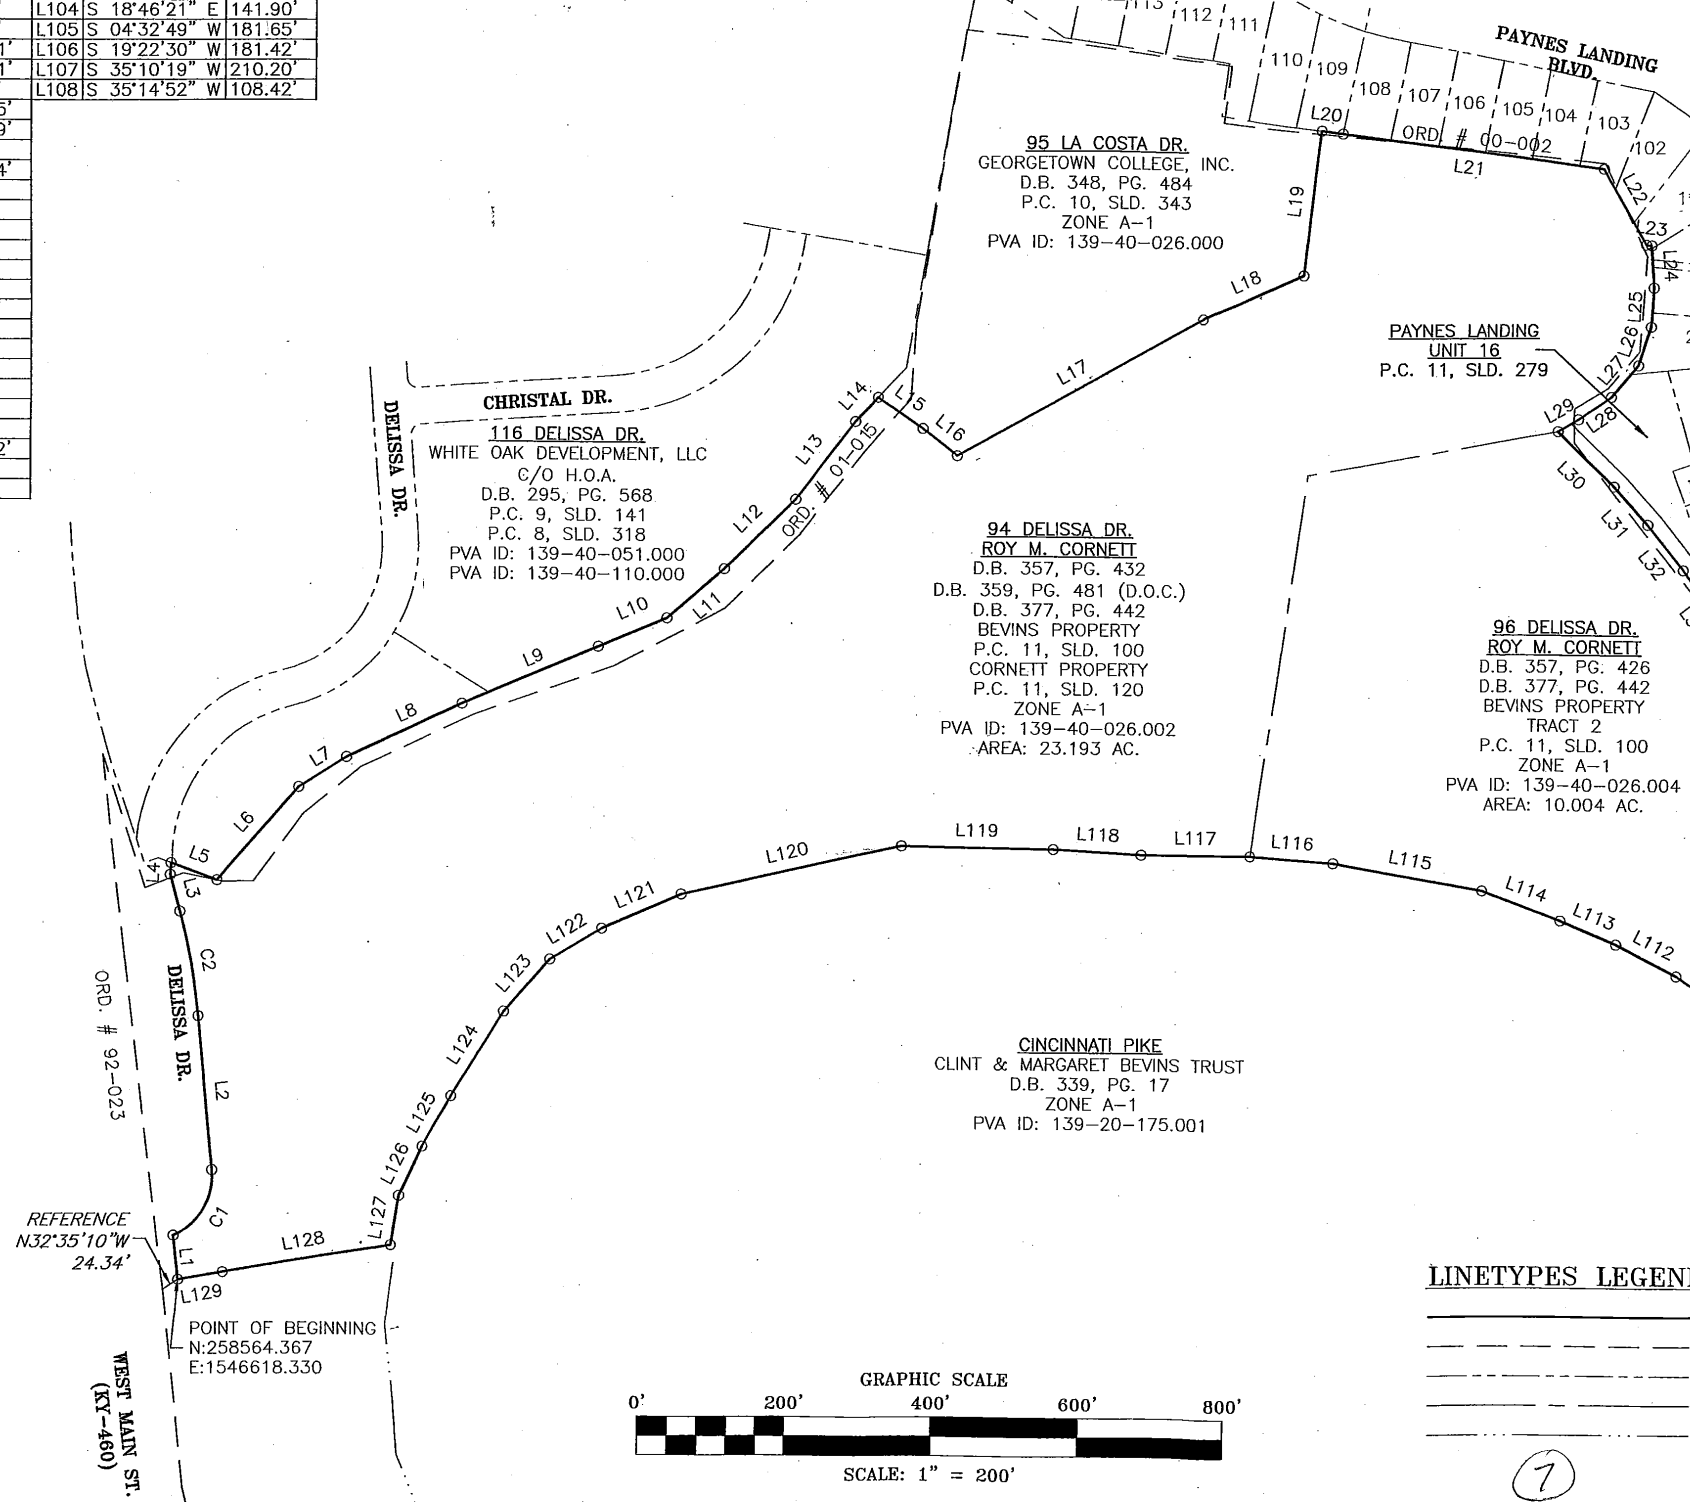 L104 S 18°46'21" E 141.90'
L105 S 04°32'49" W 181.65'
L106 S 19°22'30" W 181.42'
L107 S 35°10'19" W 210.20'
L108 S 35°14'52" W 108.42'
112
111
110
109
108
107
106
105
104
103
102
PAYNES LANDING
BLVD.
L20
ORD. # 00-002
L21
L22
L23
L24
L25
L26
L27
L28
L29
L19
L18
L17
L16
L15
L14
L13
L12
L11
L10
L9
L8
L7
L6
L5
L4
L3
95 LA COSTA DR.
GEORGETOWN COLLEGE, INC.
D.B. 348, PG. 484
P.C. 10, SLD. 343
ZONE A-1
PVA ID: 139-40-026.000
PAYNES LANDING
UNIT 16
P.C. 11, SLD. 279
CHRISTAL DR.
DELISSA DR.
116 DELISSA DR.
WHITE OAK DEVELOPMENT, LLC
C/O H.O.A.
D.B. 295, PG. 568
P.C. 9, SLD. 141
P.C. 8, SLD. 318
PVA ID: 139-40-051.000
PVA ID: 139-40-110.000
ORD. # 01-015
L30
L31
L32
94 DELISSA DR.
ROY M. CORNETT
D.B. 357, PG. 432
D.B. 359, PG. 481 (D.O.C.)
D.B. 377, PG. 442
BEVINS PROPERTY
P.C. 11, SLD. 100
CORNETT PROPERTY
P.C. 11, SLD. 120
ZONE A-1
PVA ID: 139-40-026.002
AREA: 23.193 AC.
96 DELISSA DR.
ROY M. CORNETT
D.B. 357, PG. 426
D.B. 377, PG. 442
BEVINS PROPERTY
TRACT 2
P.C. 11, SLD. 100
ZONE A-1
PVA ID: 139-40-026.004
AREA: 10.004 AC.
L120
L119
L118
L117
L116
L115
L114
L113
L112
L121
L122
L123
L124
L125
L126
L127
L128
L129
C2
DELISSA DR.
L2
C1
L1
ORD. # 92-023
CINCINNATI PIKE
CLINT & MARGARET BEVINS TRUST
D.B. 339, PG. 17
ZONE A-1
PVA ID: 139-20-175.001
REFERENCE
N32°35'10"W
24.34'
POINT OF BEGINNING
N:258564.367
E:1546618.330
WEST MAIN ST.
(KY-460)
LINETYPES LEGEN
GRAPHIC SCALE
0' 200' 400' 600' 800'
SCALE: 1" = 200'
7